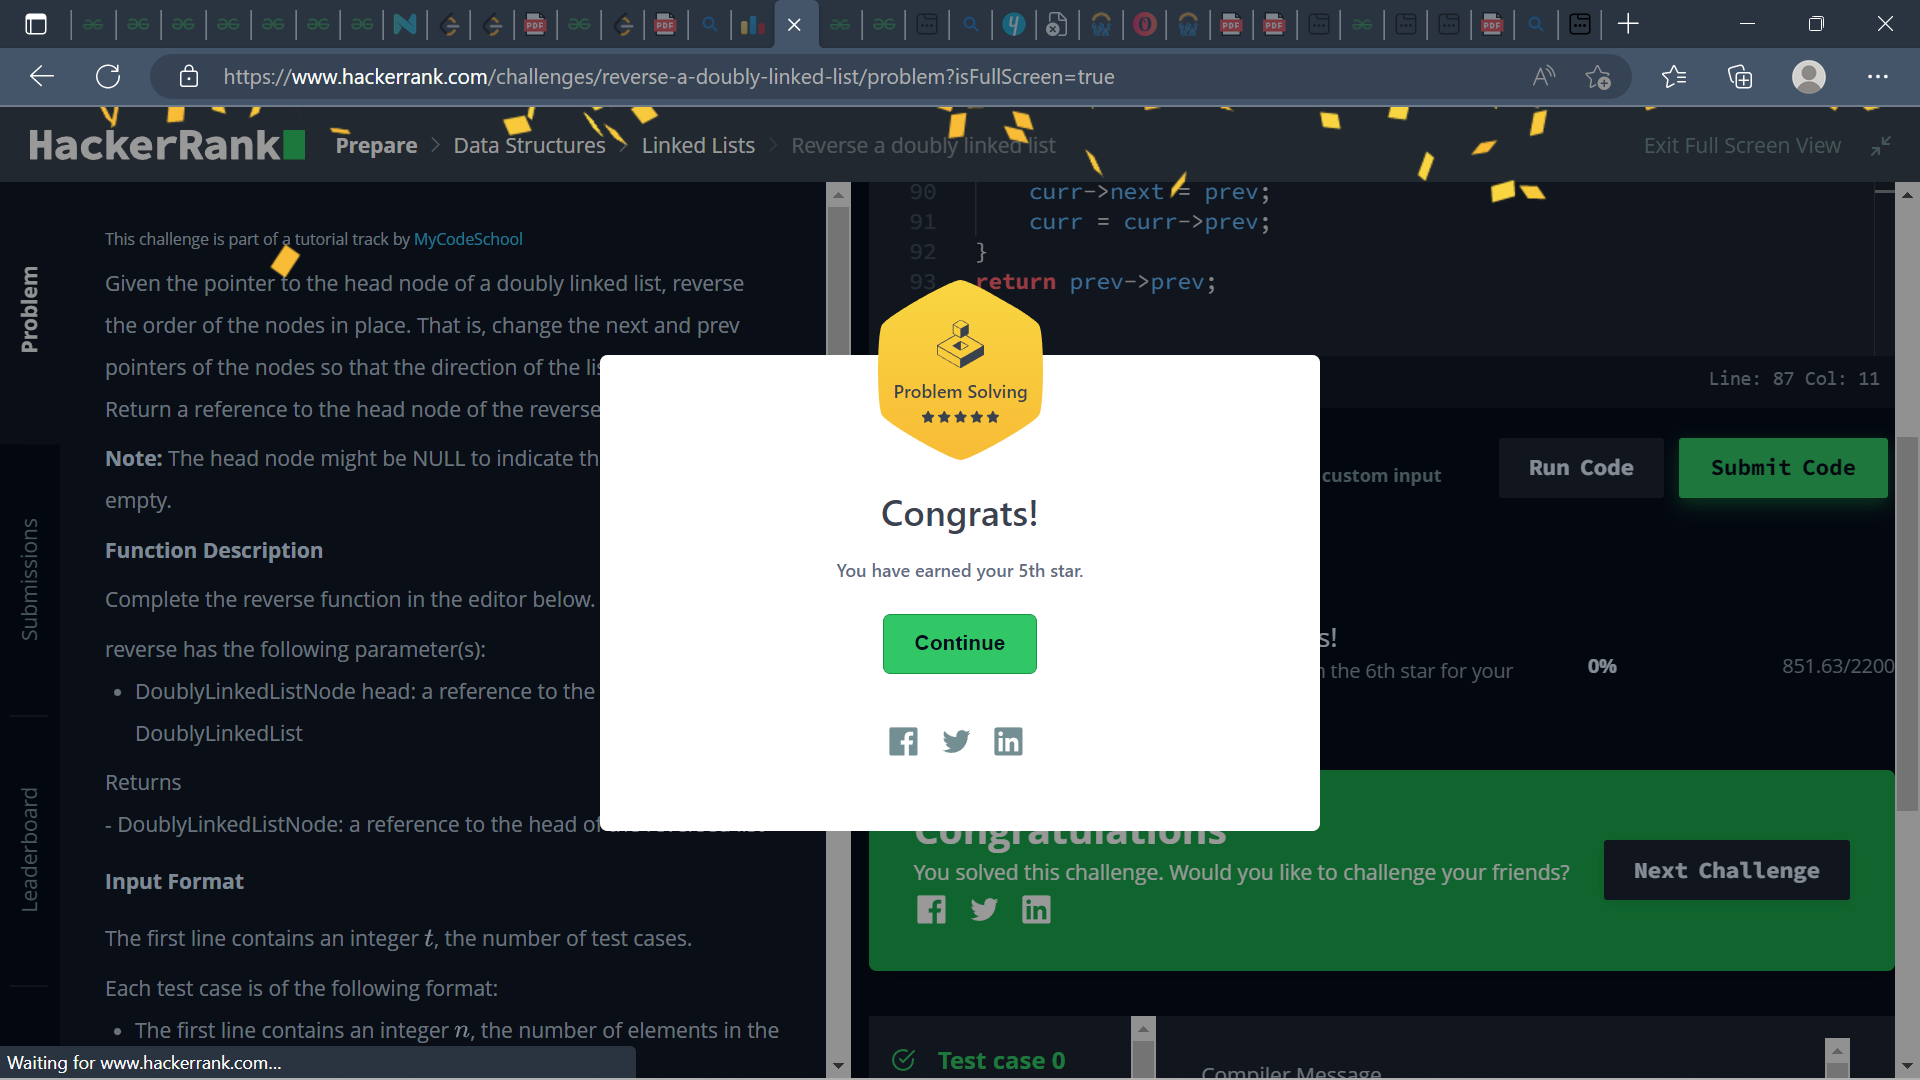 https://www.hackerrank.com/challenges/reverse-a-doubly-linked-list/problem?isFullScreen=true
HackerRank
Prepare > Data Structures > Linked Lists > Reverse a doubly linked list
Exit Full Screen View
Problem
Submissions
Leaderboard
This challenge is part of a tutorial track by MyCodeSchool
Given the pointer to the head node of a doubly linked list, reverse
the order of the nodes in place. That is, change the next and prev
pointers of the nodes so that the direction of the lis
Return a reference to the head node of the reverse
Note: The head node might be NULL to indicate th
empty.
Function Description
Complete the reverse function in the editor below.
reverse has the following parameter(s):
• DoublyLinkedListNode head: a reference to the
DoublyLinkedList
Returns
- DoublyLinkedListNode: a reference to the head of
Input Format
The first line contains an integer t, the number of test cases.
Each test case is of the following format:
• The first line contains an integer n, the number of elements in the
Waiting for www.hackerrank.com...
90 curr->next = prev;
91 curr = curr->prev;
92 }
93 return prev->prev;
Line: 87 Col: 11
custom input
Run Code
Submit Code
Problem Solving
Congrats!
You have earned your 5th star.
Continue
s!
the 6th star for your
0%
851.63/2200
Congratulations
You solved this challenge. Would you like to challenge your friends?
Next Challenge
Test case 0
Compiler Message